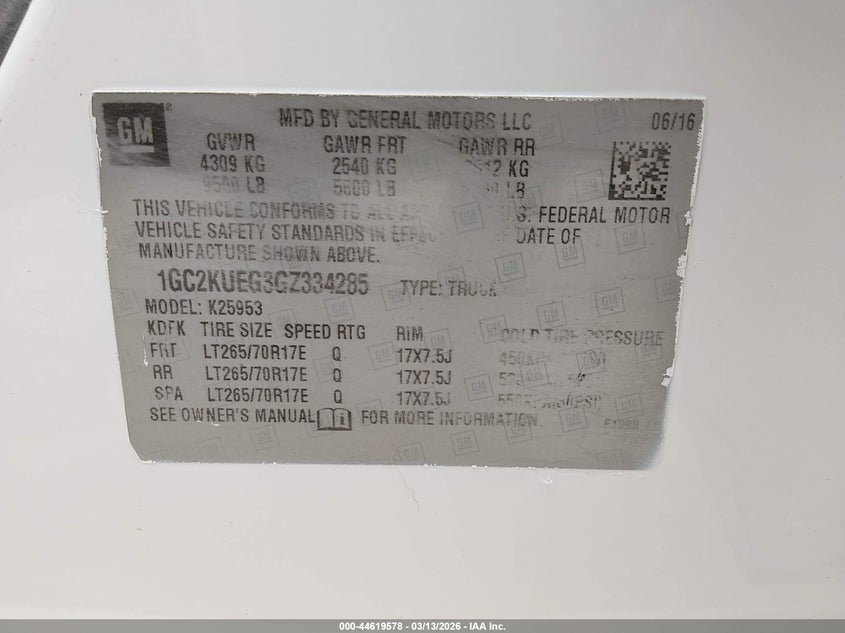 GM
MFD BY GENERAL MOTORS LLC 06/16
GVWR GAWR FRT GAWR RR
4309 KG 2540 KG KG
9500 LB 5600 LB LB
THIS VEHICLE CONFORMS TO ALL U.S. FEDERAL MOTOR
VEHICLE SAFETY STANDARDS IN EFFECT DATE OF
MANUFACTURE SHOWN ABOVE.
1GC2KUEG3GZ334285 TYPE: TRUCK
MODEL: K25953
KDFK TIRE SIZE SPEED RTG RIM COLD TIRE PRESSURE
FRT LT265/70R17E Q 17X7.5J
RR LT265/70R17E Q 17X7.5J
SPA LT265/70R17E Q 17X7.5J
SEE OWNER'S MANUAL FOR MORE INFORMATION.
000-44619578 — 03/13/2026 — IAA Inc.